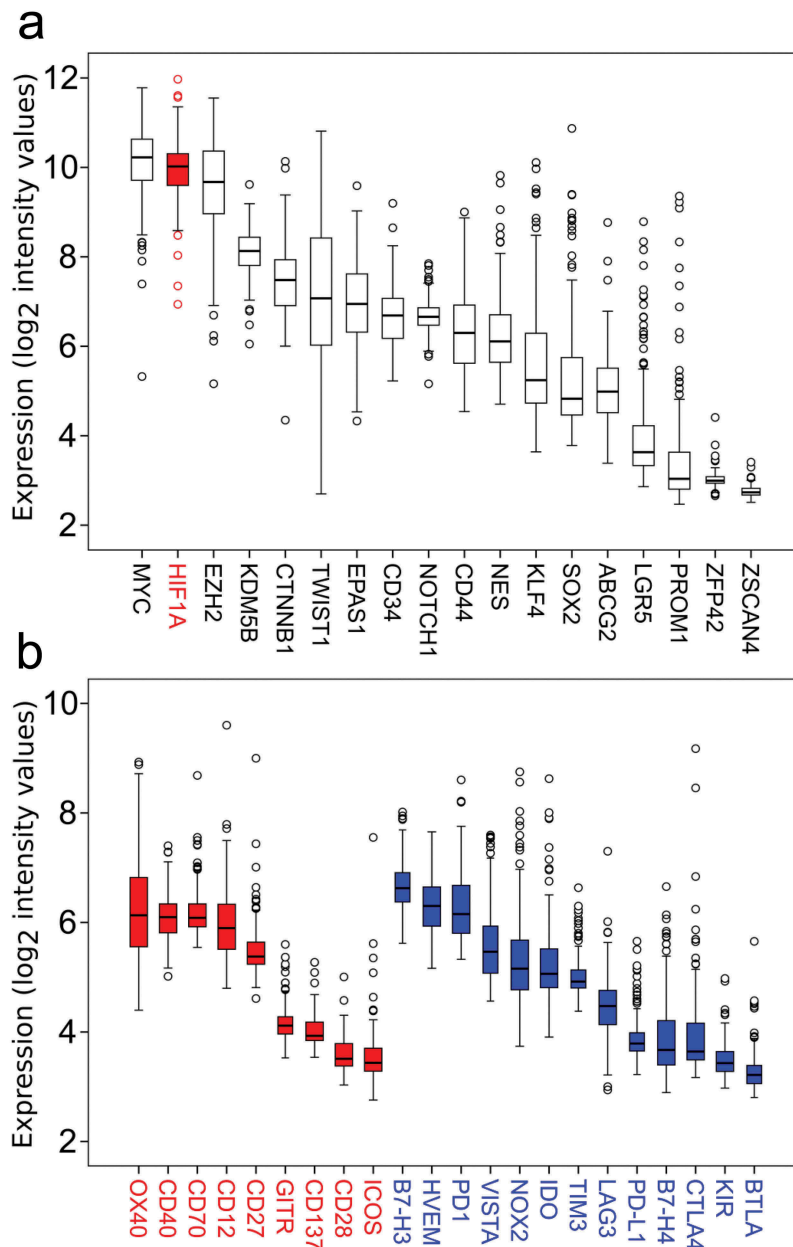 a
Expression (log2 intensity values)
12
10
8
6
4
2
MYC
HIF1A
EZH2
KDM5B
CTNNB1
TWIST1
EPAS1
CD34
NOTCH1
CD44
NES
KLF4
SOX2
ABCG2
LGR5
PROM1
ZFP42
ZSCAN4
b
Expression (log2 intensity values)
10
8
6
4
2
OX40
CD40
CD70
CD12
CD27
GITR
CD137
CD28
ICOS
B7-H3
HVEM
PD1
VISTA
NOX2
IDO
TIM3
LAG3
PD-L1
B7-H4
CTLA4
KIR
BTLA